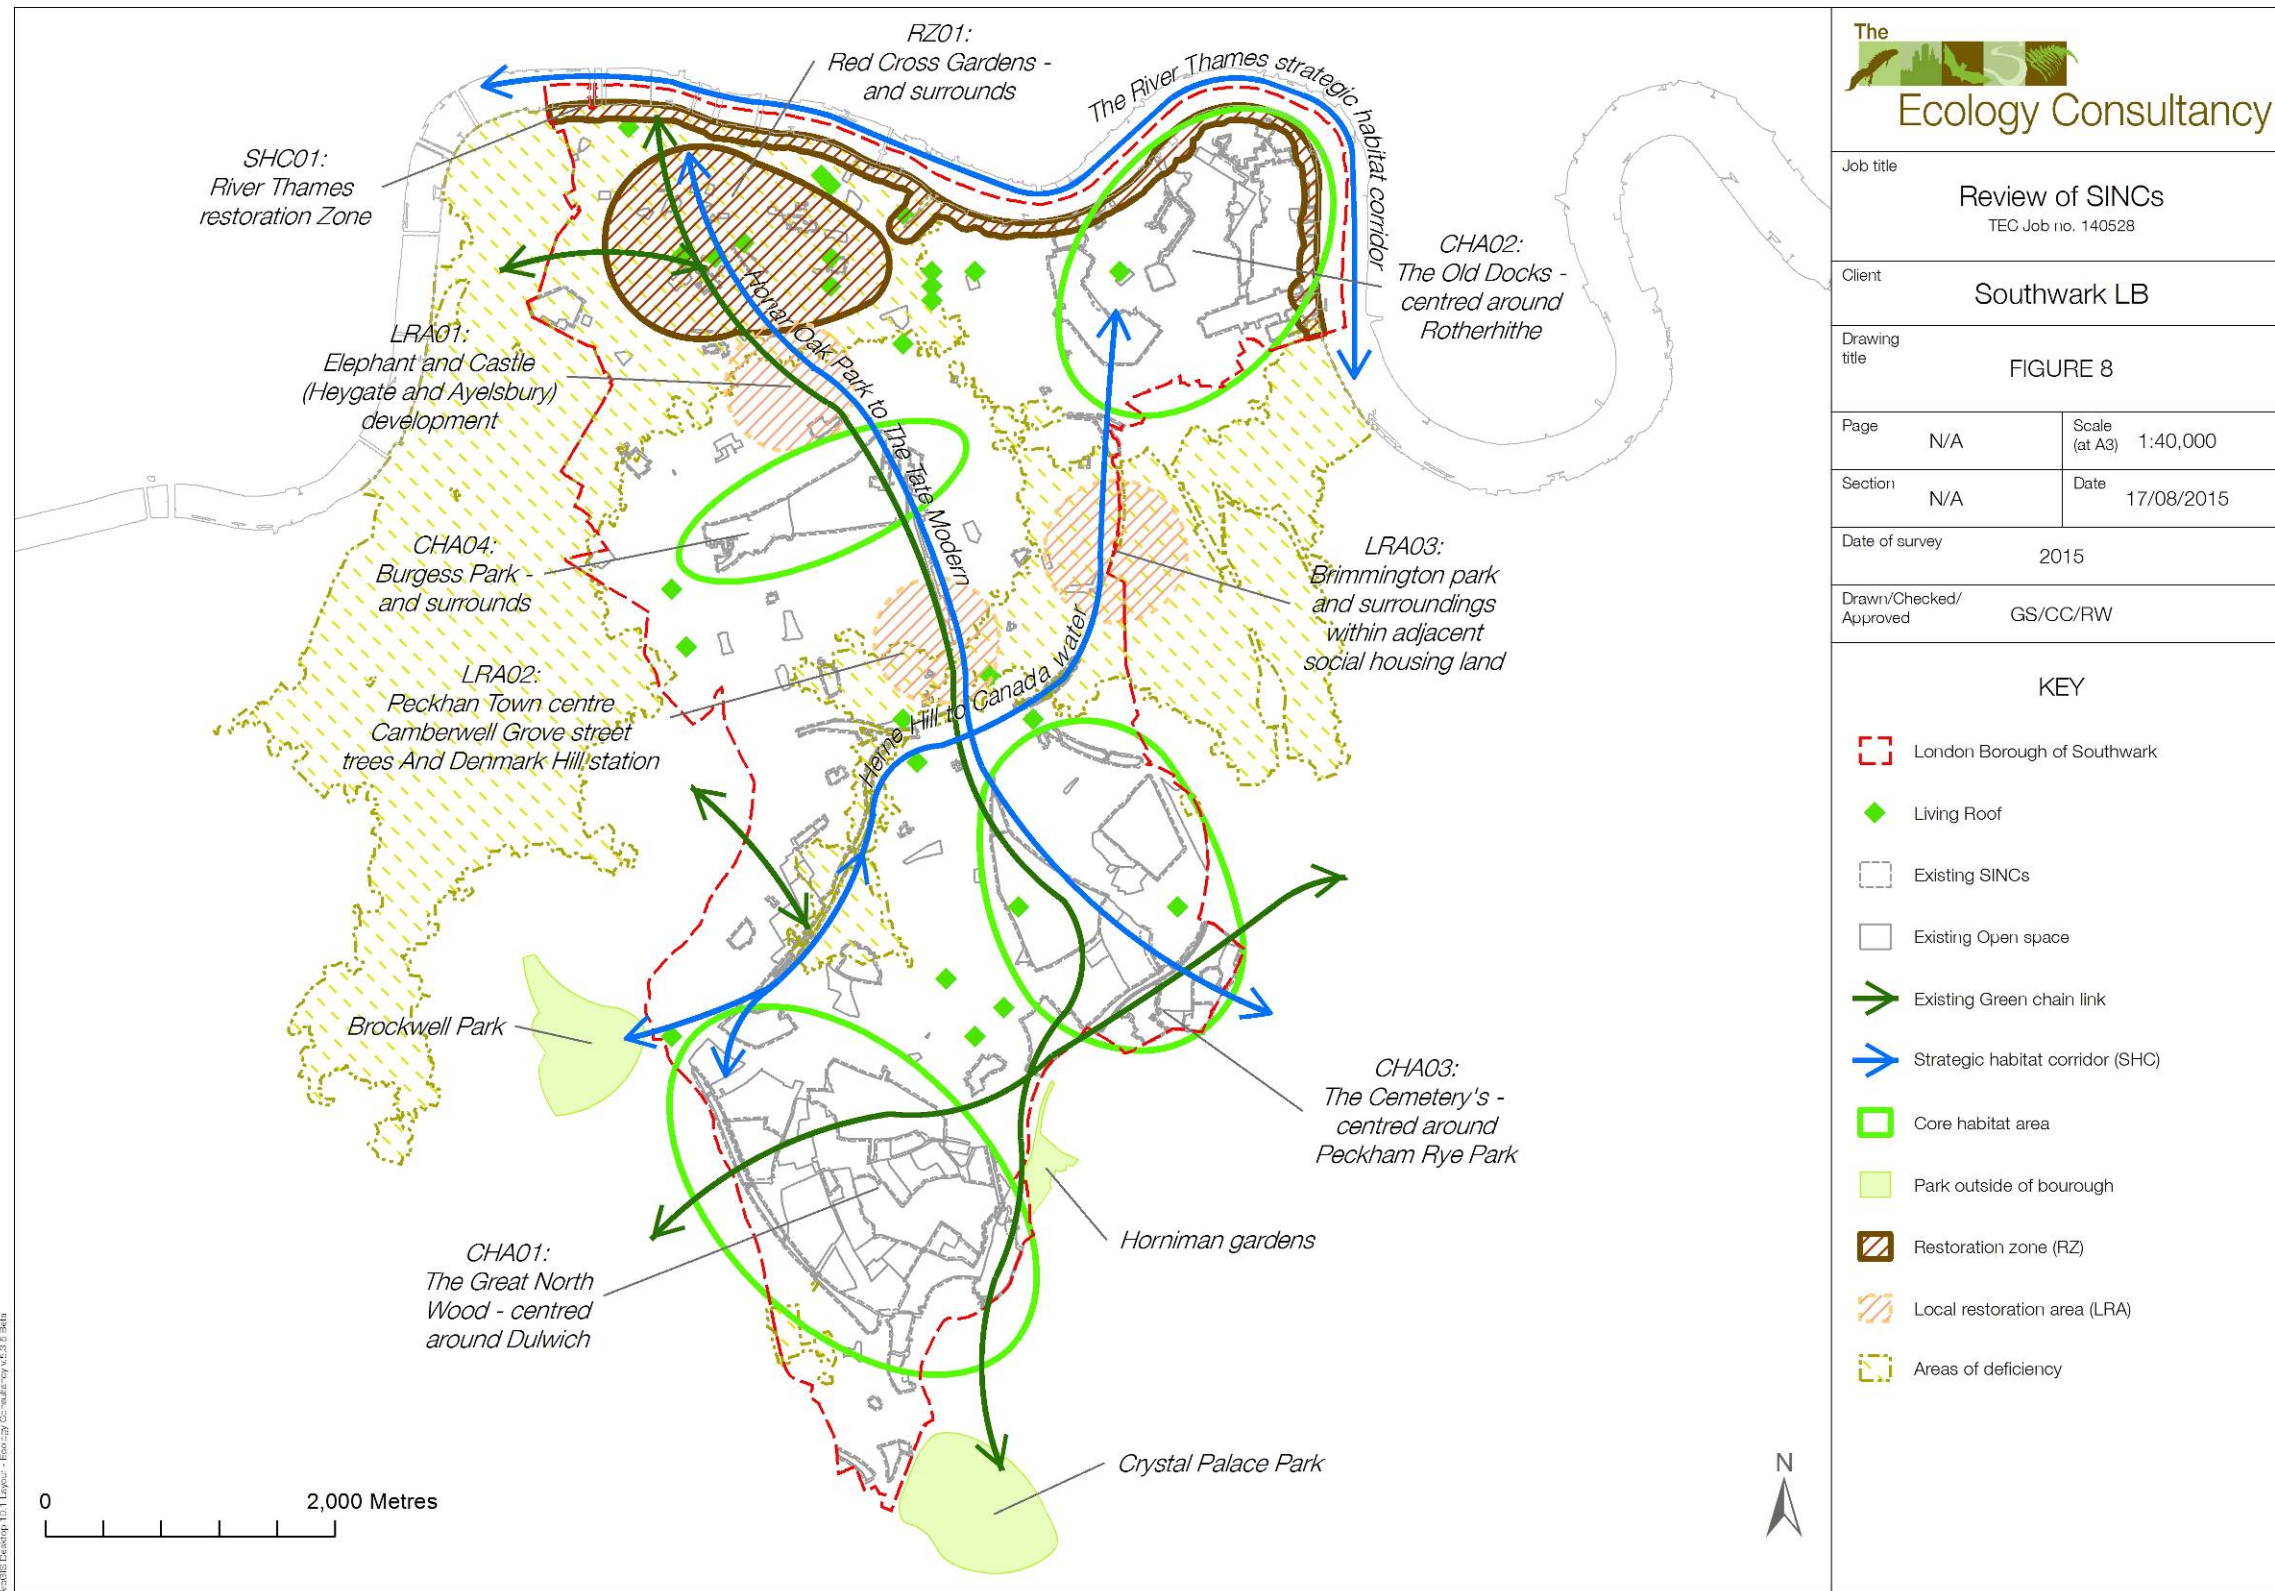 RZ01:
Red Cross Gardens -
and surrounds
The River Thames strategic habitat corridor
SHC01:
River Thames
restoration Zone
CHA02:
The Old Docks -
centred around
Rotherhithe
LRA01:
Elephant and Castle
(Heygate and Ayelsbury)
development
Honar Oak Park to The Tate Modern
CHA04:
Burgess Park -
and surrounds
LRA03:
Brimmington park
and surroundings
within adjacent
social housing land
LRA02:
Peckhan Town centre
Camberwell Grove street
trees And Denmark Hill station
Herne Hill to Canada water
Brockwell Park
CHA03:
The Cemetery's -
centred around
Peckham Rye Park
Horniman gardens
CHA01:
The Great North
Wood - centred
around Dulwich
Crystal Palace Park
0 2,000 Metres
N
The
Ecology Consultancy
Job title
Review of SINCs
TEC Job no. 140528
Client
Southwark LB
Drawing
title
FIGURE 8
Page
N/A
Scale
(at A3) 1:40,000
Section
N/A
Date
17/08/2015
Date of survey
2015
Drawn/Checked/
Approved
GS/CC/RW
KEY
London Borough of Southwark
Living Roof
Existing SINCs
Existing Open space
Existing Green chain link
Strategic habitat corridor (SHC)
Core habitat area
Park outside of bourough
Restoration zone (RZ)
Local restoration area (LRA)
Areas of deficiency